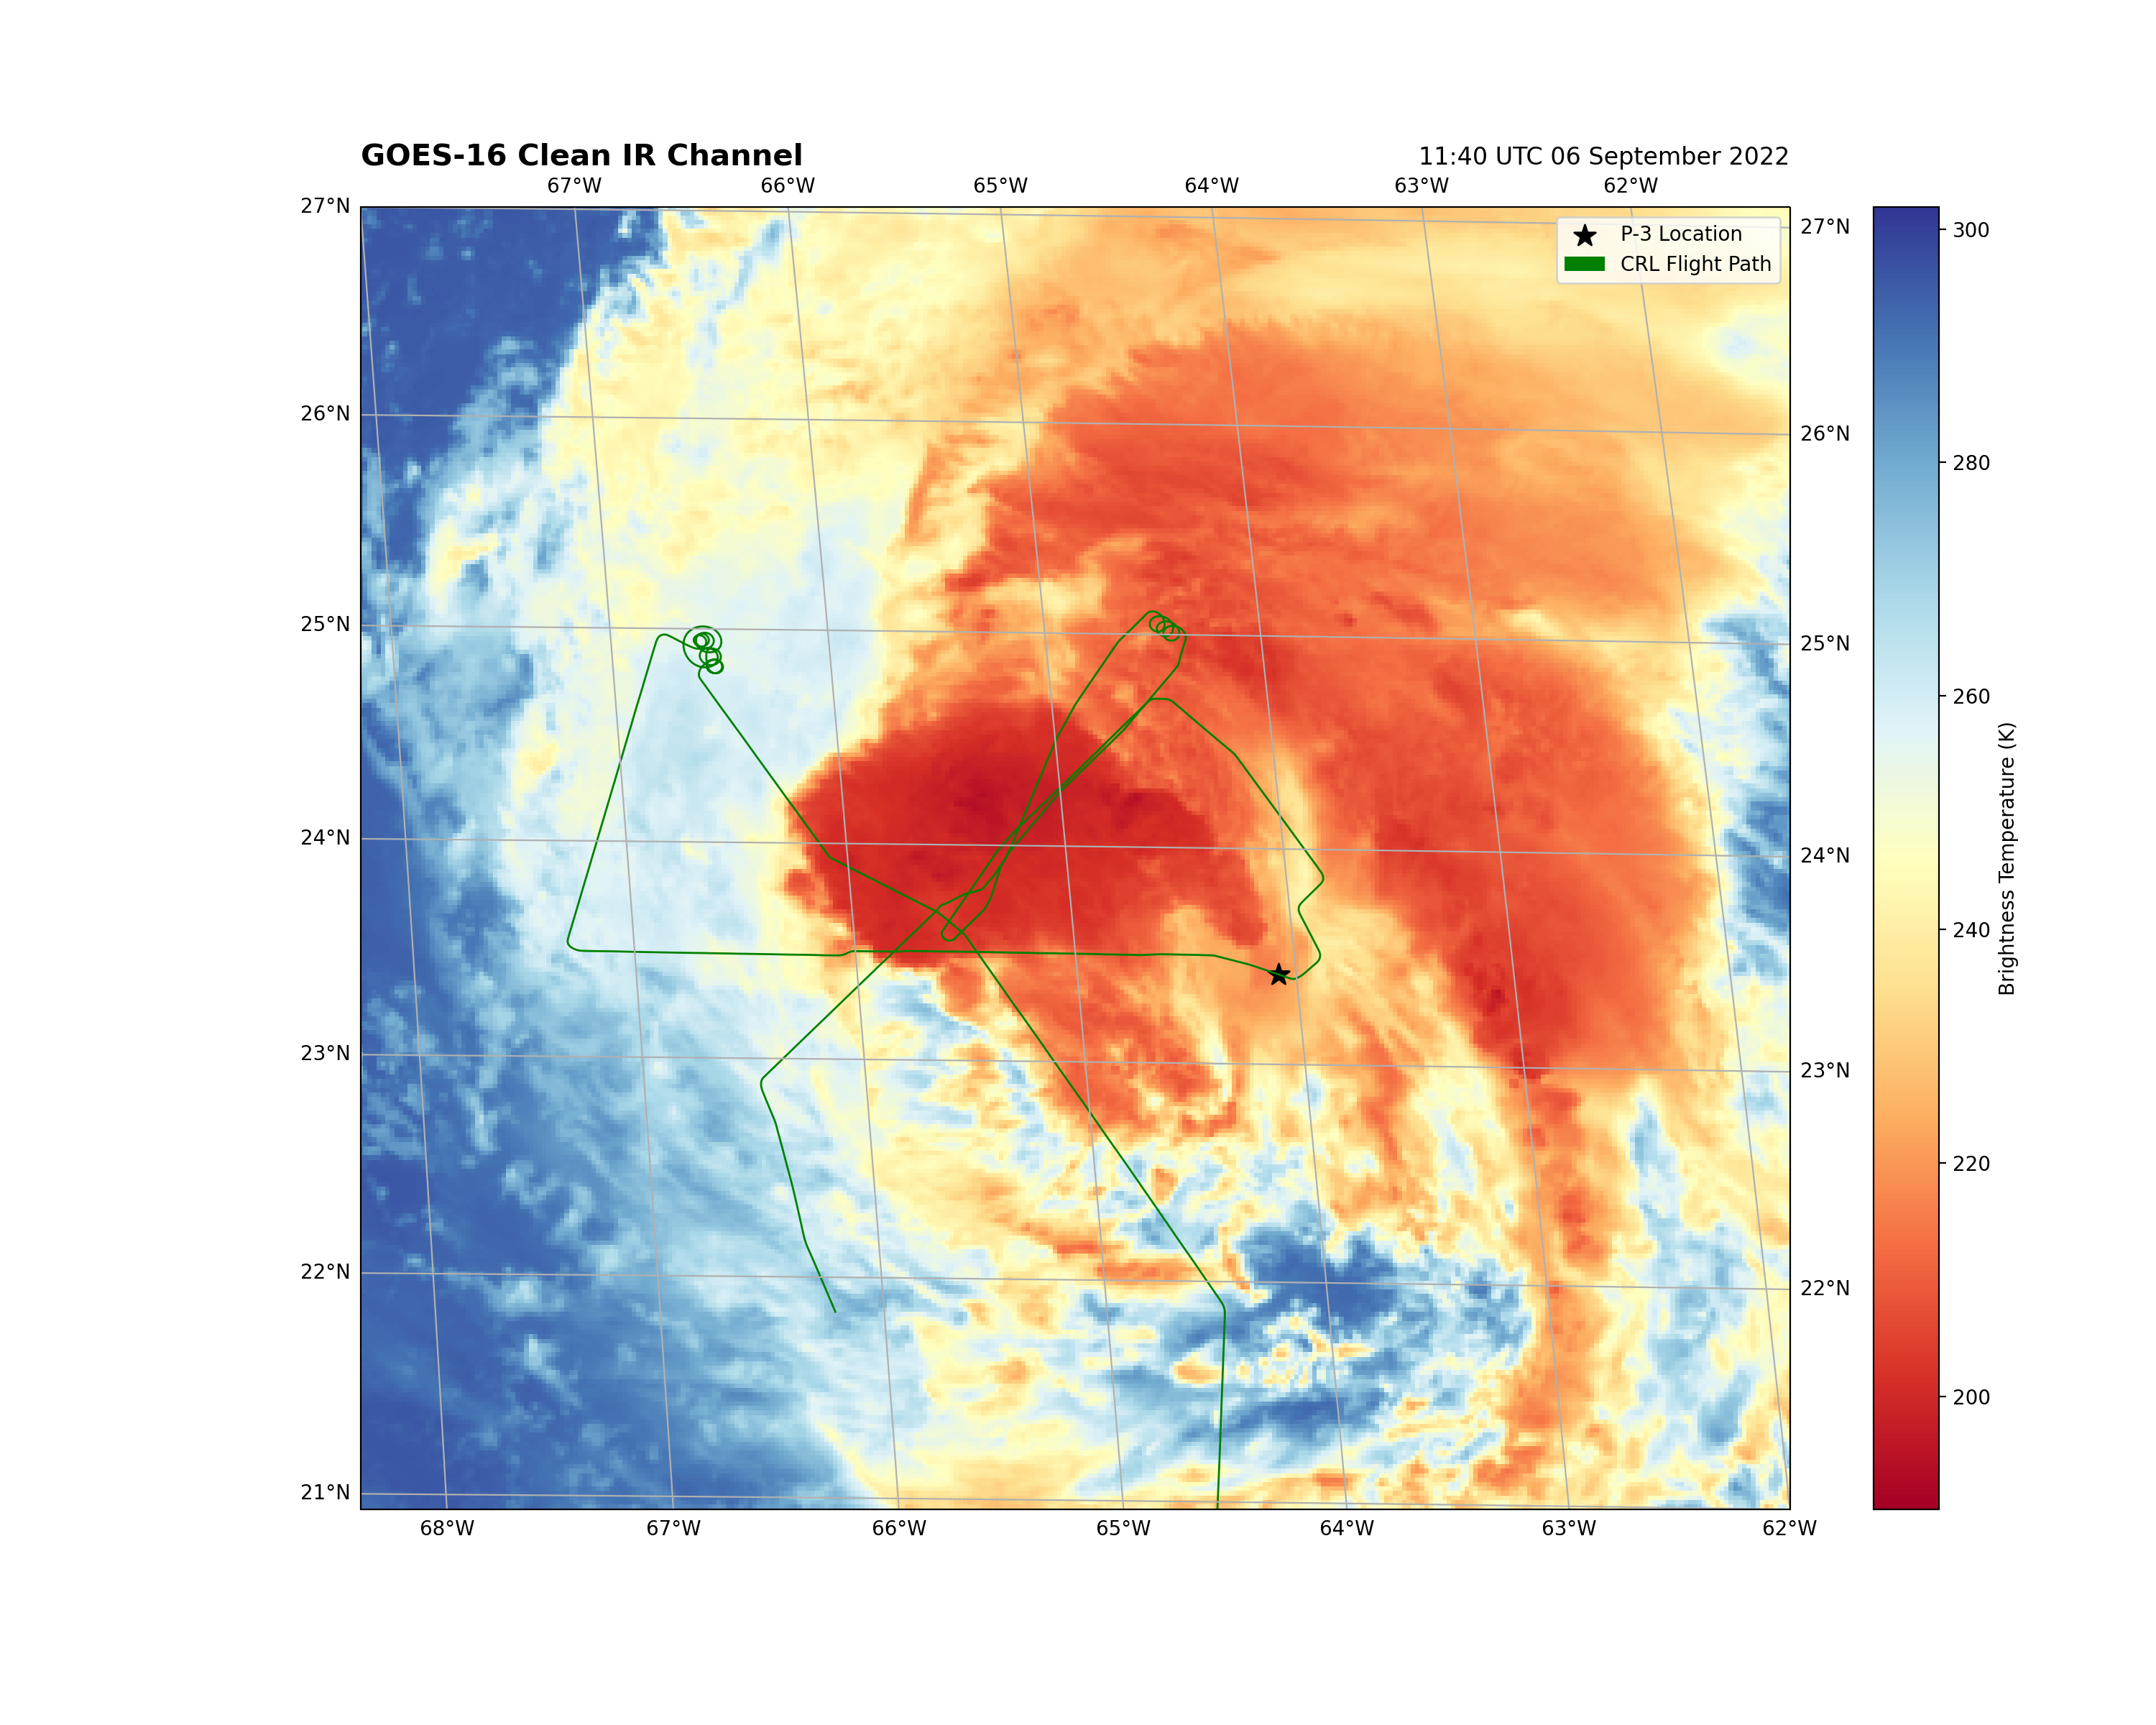 GOES-16 Clean IR Channel
11:40 UTC 06 September 2022
67°W 66°W 65°W 64°W 63°W 62°W
P-3 Location
CRL Flight Path
27°N
26°N
25°N
24°N
23°N
22°N
21°N
27°N
26°N
25°N
24°N
23°N
22°N
68°W 67°W 66°W 65°W 64°W 63°W 62°W
300
280
260
240
220
200
Brightness Temperature (K)